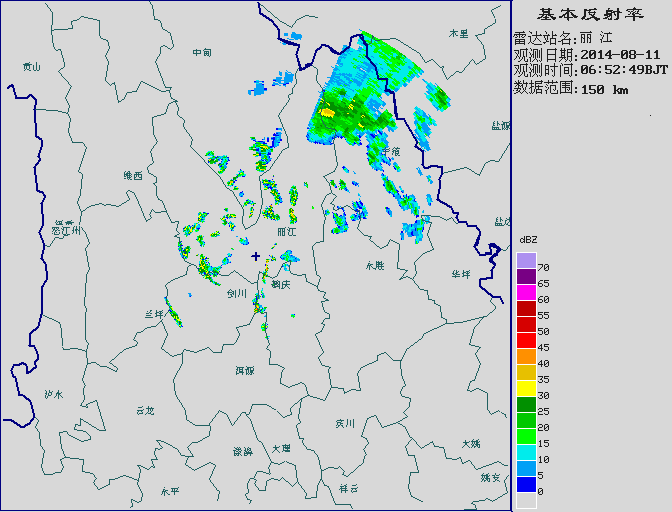 基本反射率
雷达站名:丽 江
观测日期:2014-08-11
观测时间:06:52:49BJT
数据范围:150 km
dBZ
70
65
60
55
50
45
40
35
30
25
20
15
10
5
0
木里
中甸
贡山
盐源
宁蒗
维西
怒江州
丽江
盐边
永胜
华坪
剑川
鹤庆
兰坪
洱源
泸水
云龙
宾川
漾濞
大理
大姚
永平
祥云
姚安